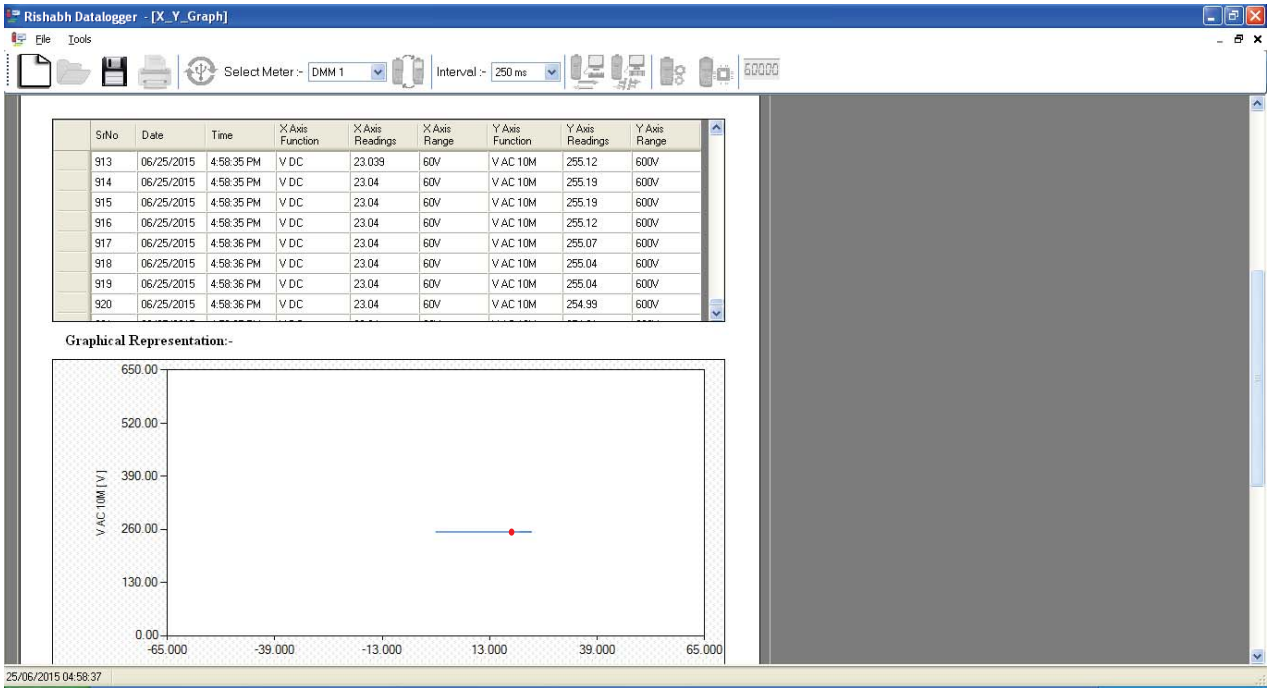 Rishabh Datalogger - [X_Y_Graph]
File Tools
Select Meter :- DMM 1 Interval :- 250 ms 60000
SrNo Date Time X Axis Function X Axis Readings X Axis Range Y Axis Function Y Axis Readings Y Axis Range
913 06/25/2015 4:58:35 PM V DC 23.039 60V V AC 10M 255.12 600V
914 06/25/2015 4:58:35 PM V DC 23.04 60V V AC 10M 255.19 600V
915 06/25/2015 4:58:35 PM V DC 23.04 60V V AC 10M 255.19 600V
916 06/25/2015 4:58:35 PM V DC 23.04 60V V AC 10M 255.12 600V
917 06/25/2015 4:58:36 PM V DC 23.04 60V V AC 10M 255.07 600V
918 06/25/2015 4:58:36 PM V DC 23.04 60V V AC 10M 255.04 600V
919 06/25/2015 4:58:36 PM V DC 23.04 60V V AC 10M 255.04 600V
920 06/25/2015 4:58:36 PM V DC 23.04 60V V AC 10M 254.99 600V
Graphical Representation:-
650.00
520.00
390.00
260.00
130.00
0.00
V AC 10M [ V ]
-65.000 -39.000 -13.000 13.000 39.000 65.000
25/06/2015 04:58:37